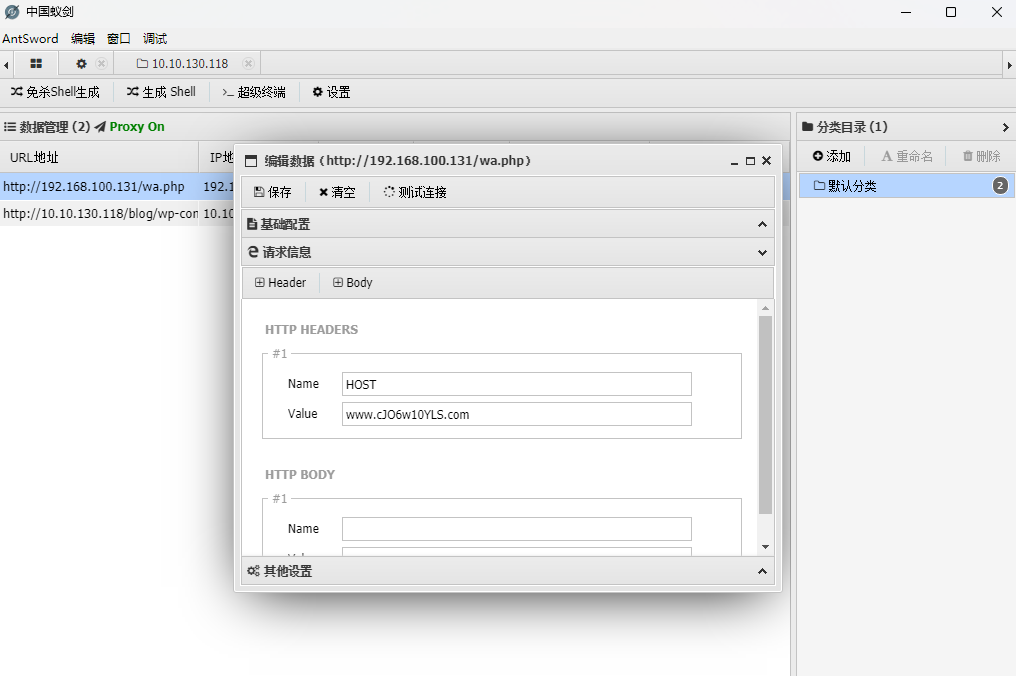 中国蚁剑
AntSword 编辑 窗口 调试
10.10.130.118
免杀Shell生成 生成 Shell >_ 超级终端 设置
数据管理 (2) Proxy On
分类目录 (1)
URL地址 IP地
添加 重命名 删除
http://192.168.100.131/wa.php 192.1
http://10.10.130.118/blog/wp-con 10.10
默认分类 2
编辑数据 (http://192.168.100.131/wa.php)
保存 清空 测试连接
基础配置
请求信息
Header Body
HTTP HEADERS
#1
Name HOST
Value www.cJO6w10YLS.com
HTTP BODY
#1
Name
其他设置